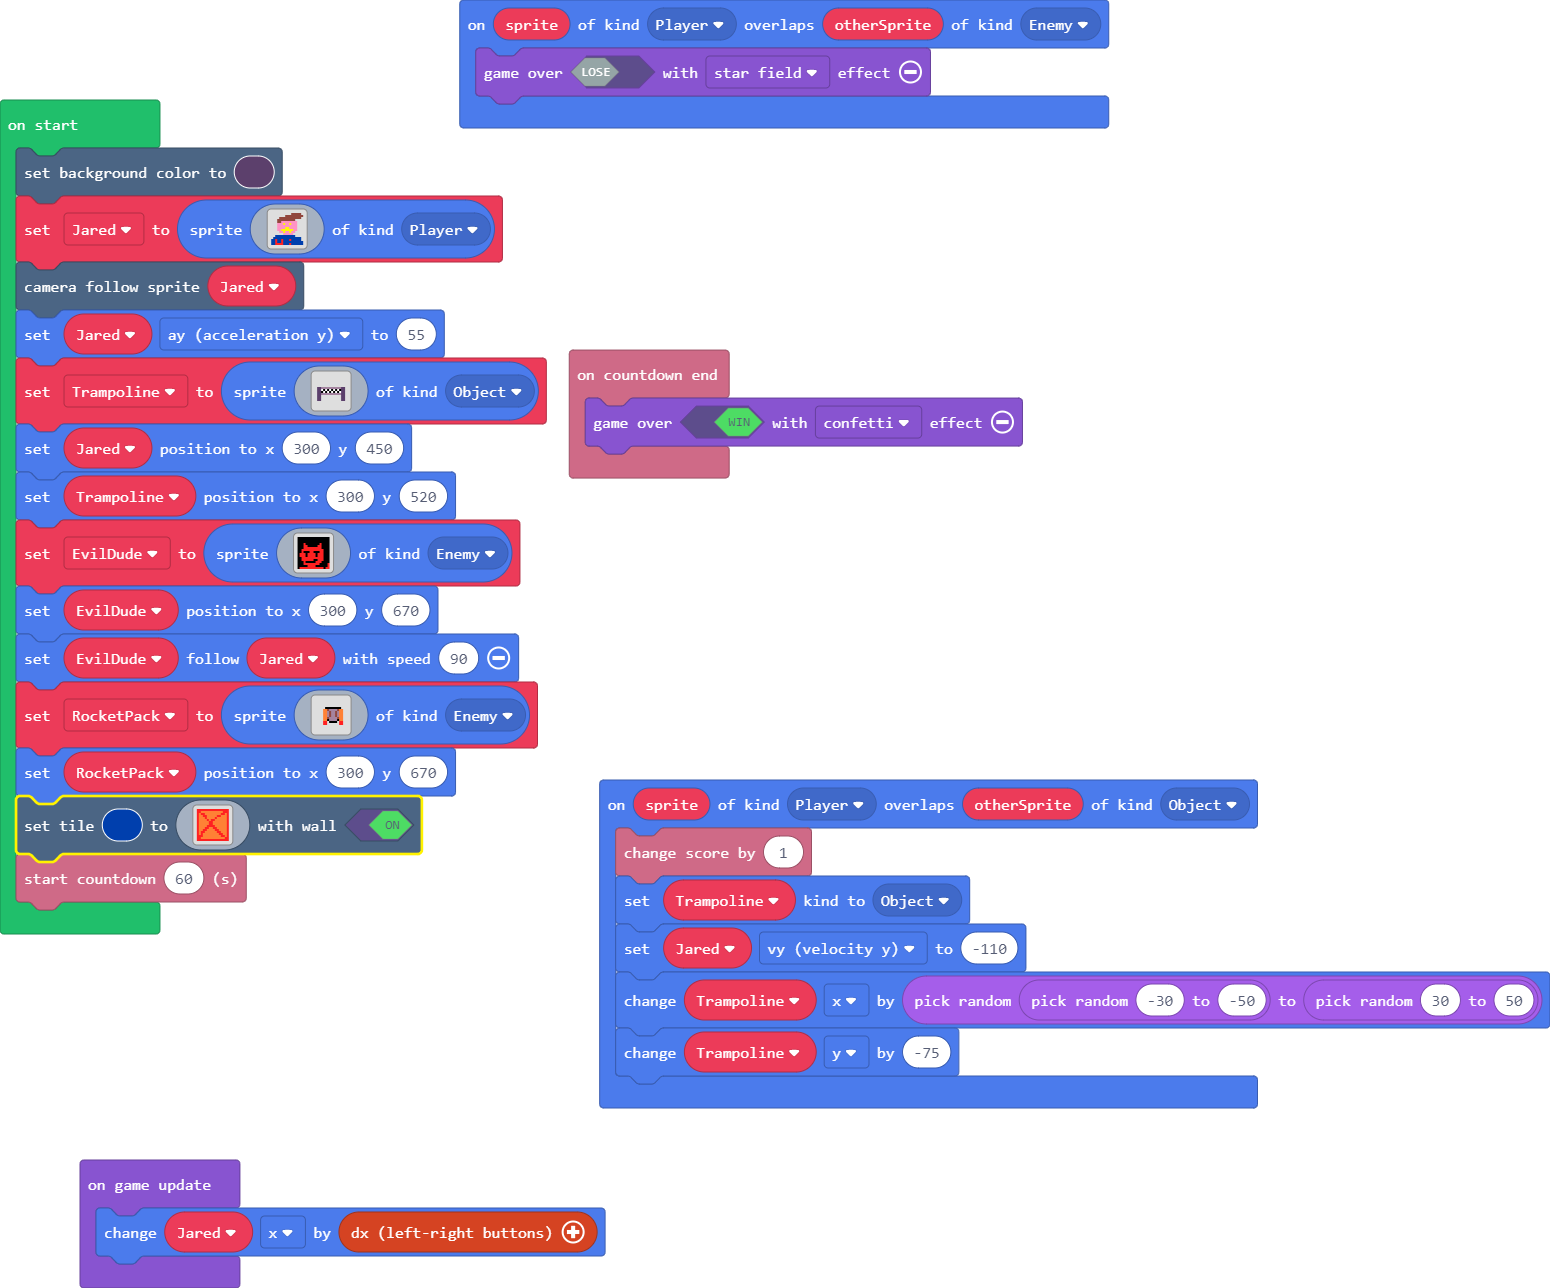 on sprite of kind Player overlaps otherSprite of kind Enemy
game over LOSE with star field effect
on start
set background color to
set Jared to sprite of kind Player
camera follow sprite Jared
set Jared ay (acceleration y) to 55
set Trampoline to sprite of kind Object
set Jared position to x 300 y 450
set Trampoline position to x 300 y 520
set EvilDude to sprite of kind Enemy
set EvilDude position to x 300 y 670
set EvilDude follow Jared with speed 90
set RocketPack to sprite of kind Enemy
set RocketPack position to x 300 y 670
set tile to with wall ON
start countdown 60 (s)
on countdown end
game over WIN with confetti effect
on sprite of kind Player overlaps otherSprite of kind Object
change score by 1
set Trampoline kind to Object
set Jared vy (velocity y) to -110
change Trampoline x by pick random pick random -30 to -50 to pick random 30 to 50
change Trampoline y by -75
on game update
change Jared x by dx (left-right buttons)